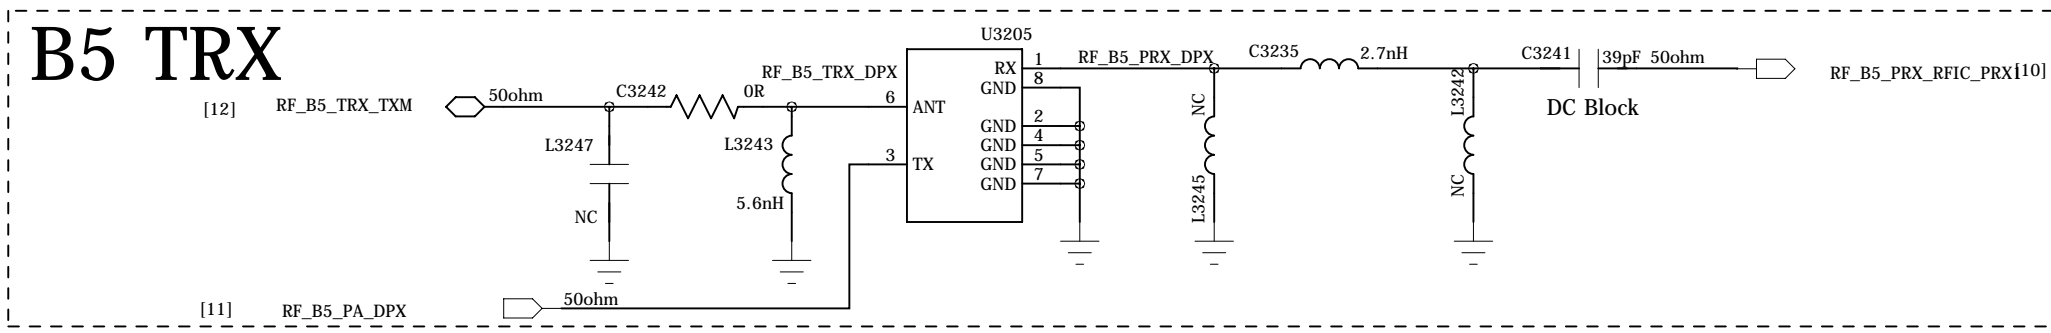 B5 TRX
U3205
RF_B5_TRX_DPX
RF_B5_PRX_DPX
C3235
2.7nH
C3241
39pF 50ohm
RF_B5_PRX_RFIC_PRX1
[10]
DC Block
[12]
RF_B5_TRX_TXM
50ohm
C3242
0R
6
ANT
RX
1
GND
8
GND
2
GND
4
GND
5
GND
7
3
TX
L3247
NC
L3243
5.6nH
NC
L3245
L3242
NC
[11]
RF_B5_PA_DPX
50ohm